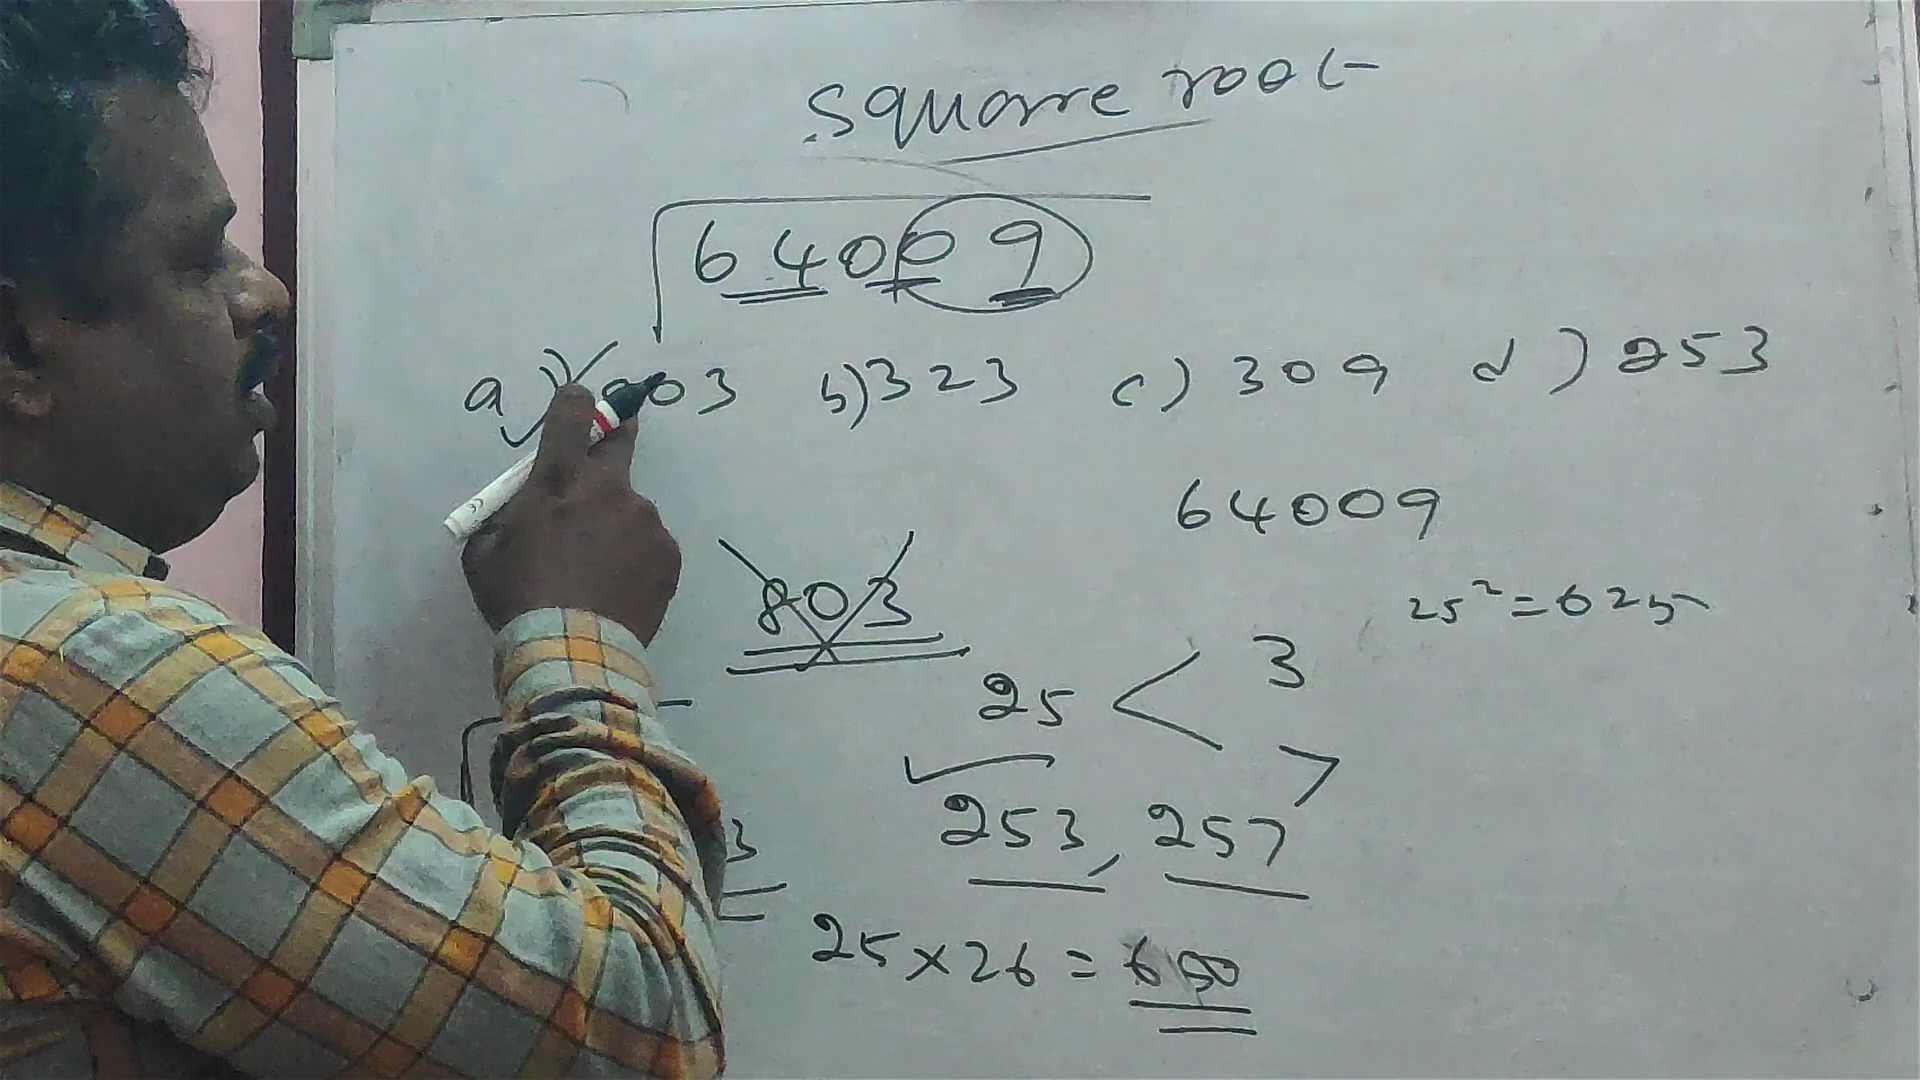 square root
64009
a) 803 b) 323 c) 309 d) 253
64009
803
25² = 625
25 < 3
7
253, 257
3
25 × 26 = 650